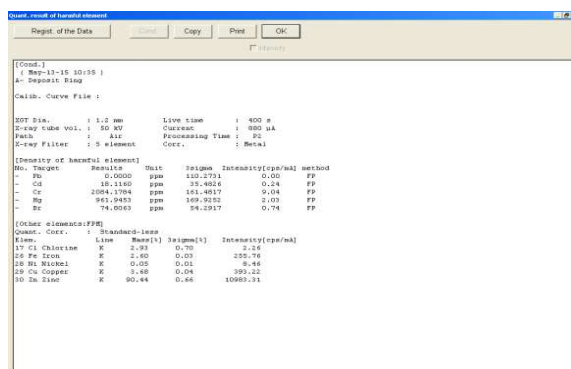 Quant. result of harmful element
Regist. of the Data Cond. Copy Print OK
Intensity
[Cond.]
( May-13-15 10:35 )
A- Deposit Ring
Calib. Curve File :
XGT Dia. : 1.2 mm Live time : 400 s
X-ray tube vol. : 50 kV Current : 880 μA
Path : Air Processing Time : P2
X-ray Filter : 5 element Corr. : Metal
[Density of harmful element]
No. Target Results Unit 3sigma Intensity[cps/mA] method
- Pb 0.0000 ppm 110.2731 0.00 FP
- Cd 18.1160 ppm 35.4826 0.24 FP
- Cr 2084.1784 ppm 161.4817 9.04 FP
- Hg 961.9453 ppm 169.9252 2.03 FP
- Br 74.8063 ppm 54.2917 0.74 FP
[Other elements:FPM]
Quant. Corr. : Standard-less
Elem. Line Mass[%] 3sigma[%] Intensity[cps/mA]
17 Cl Chlorine K 2.93 0.70 2.26
26 Fe Iron K 2.60 0.03 255.76
28 Ni Nickel K 0.05 0.01 8.46
29 Cu Copper K 3.68 0.04 393.22
30 Zn Zinc K 90.44 0.66 10983.31